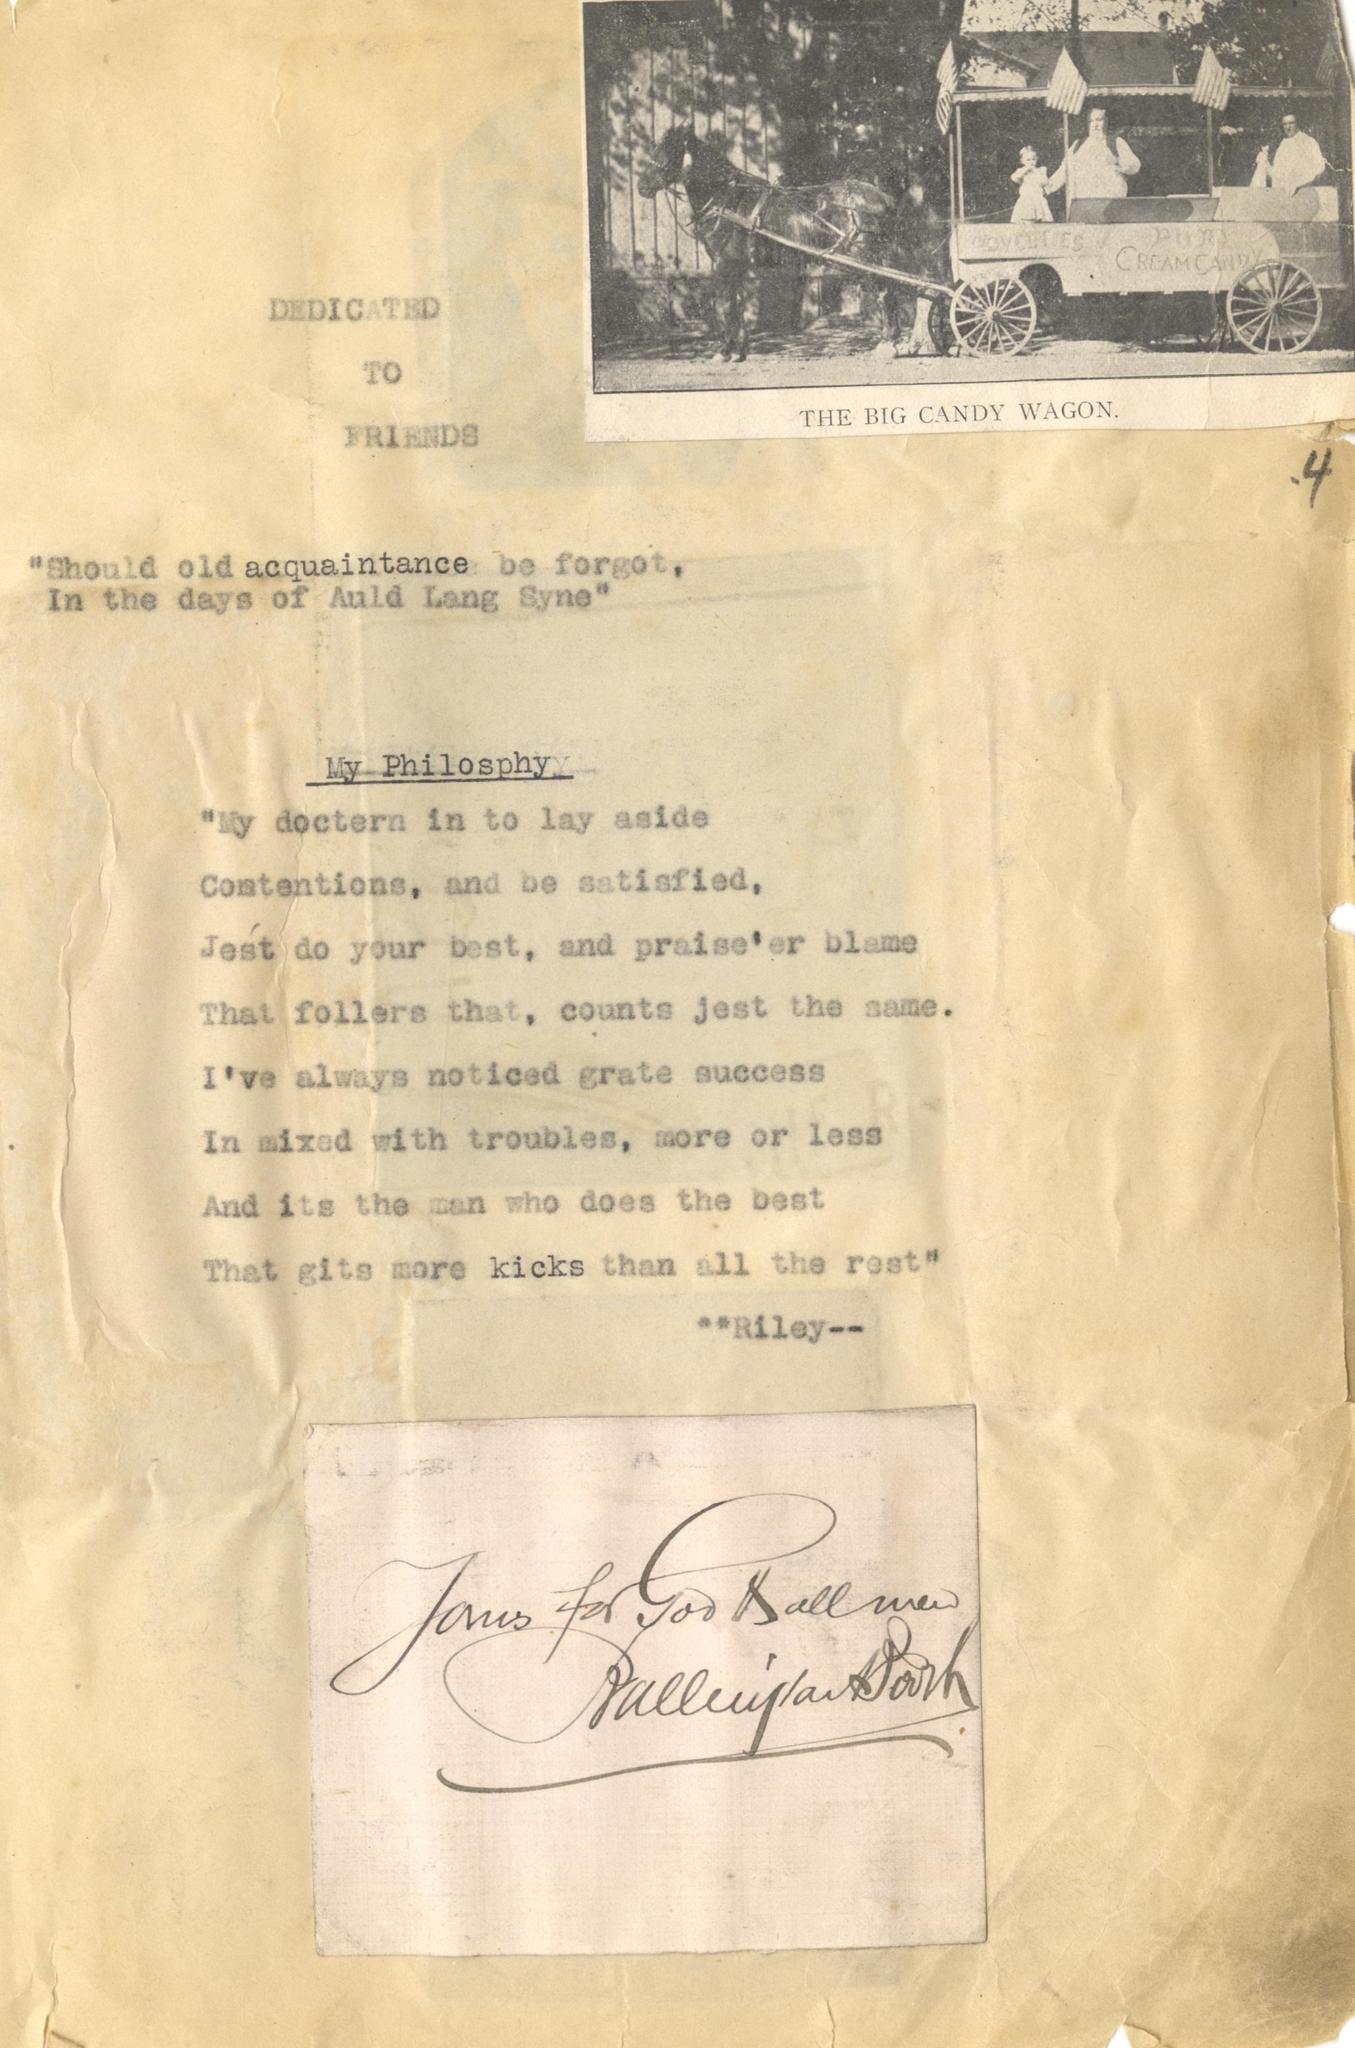 NOVELTIES PURE
CREAM CANDY
THE BIG CANDY WAGON.
.4
DEDICATED
TO
FRIENDS
"Should old acquaintance be forgot,
In the days of Auld Lang Syne"
My Philosphy
"My doctern in to lay aside
Contentions, and be satisfied,
Jest do your best, and praise'er blame
That follers that, counts jest the same.
I've always noticed grate success
In mixed with troubles, more or less
And its the man who does the best
That gits more kicks than all the rest"
**Riley--
Yours for God & all men
Ballington Booth